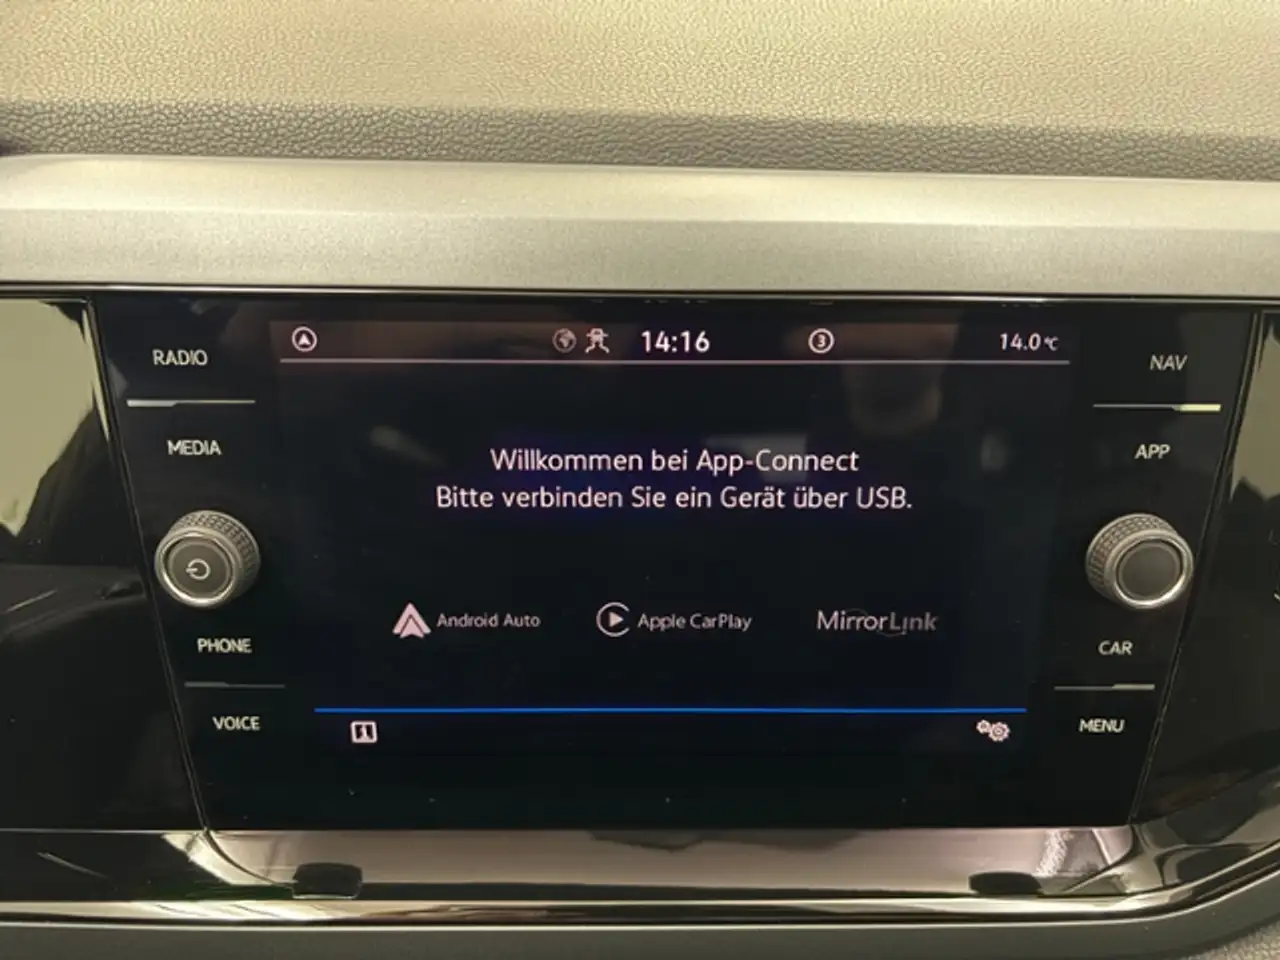 RADIO
MEDIA
PHONE
VOICE
14:16
3
14.0°C
Willkommen bei App-Connect
Bitte verbinden Sie ein Gerät über USB.
Android Auto
Apple CarPlay
MirrorLink
NAV
APP
CAR
MENU